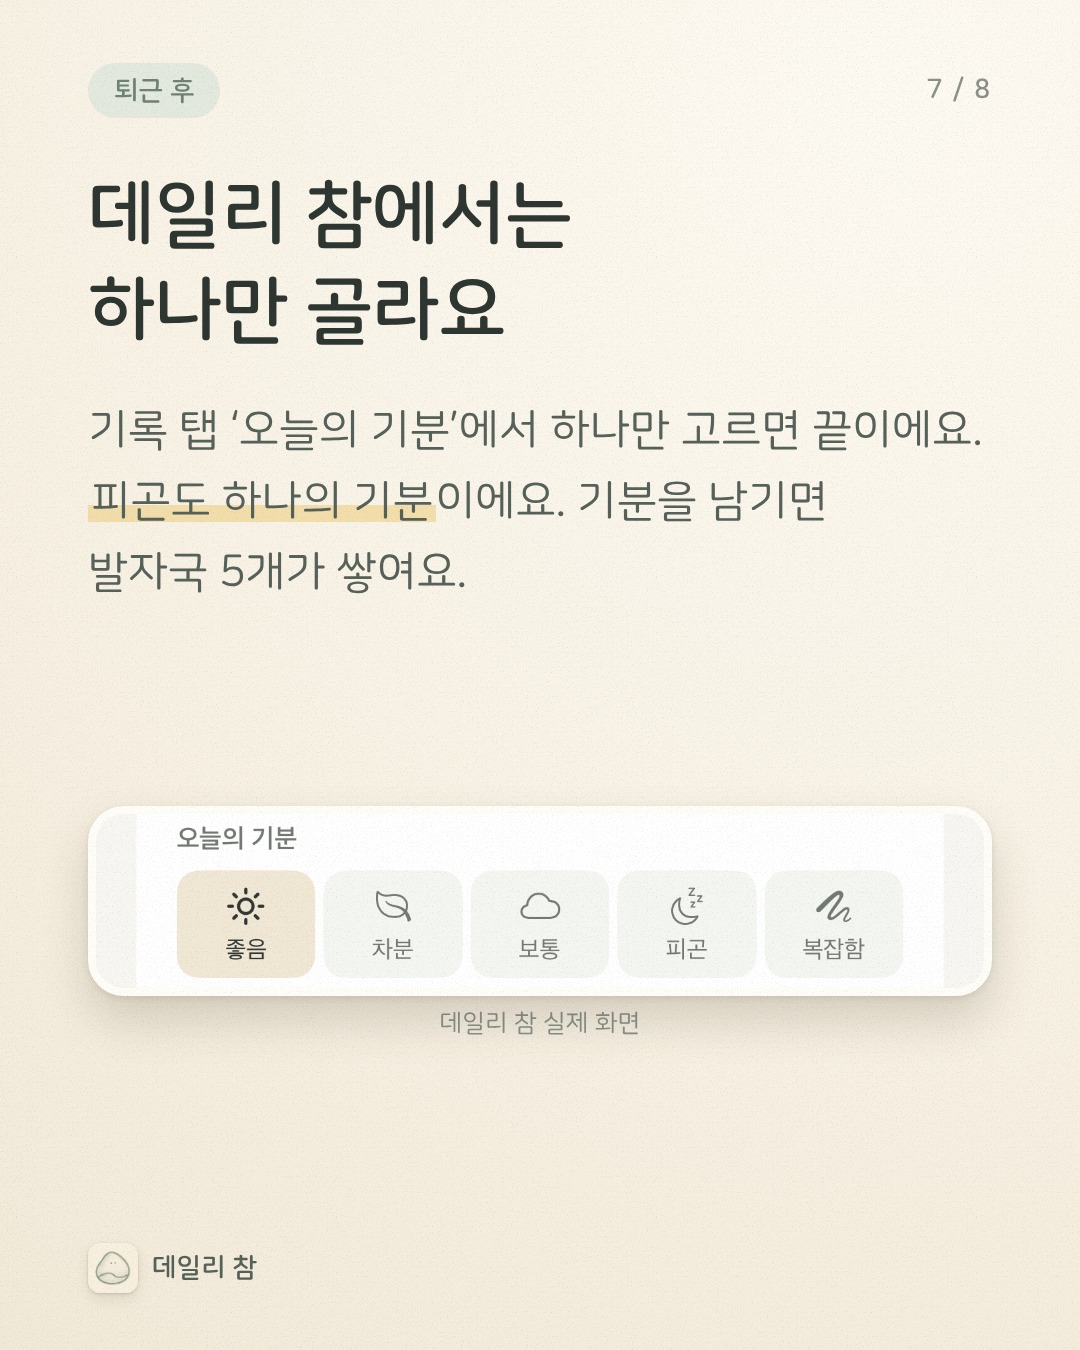 퇴근 후
7 / 8
데일리 참에서는
하나만 골라요
기록 탭 ‘오늘의 기분’에서 하나만 고르면 끝이에요.
피곤도 하나의 기분이에요. 기분을 남기면
발자국 5개가 쌓여요.
오늘의 기분
좋음 차분 보통 피곤 복잡함
데일리 참 실제 화면
데일리 참